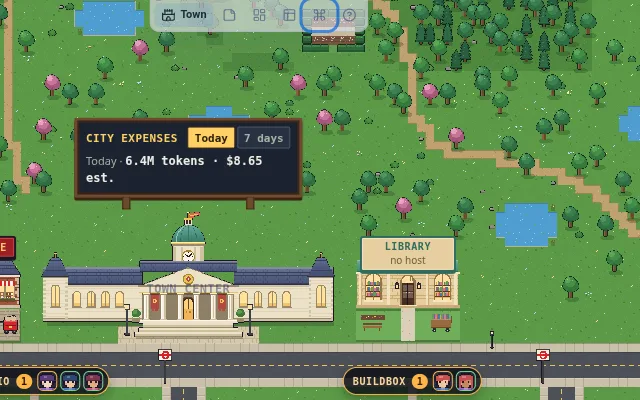 Town
CITY EXPENSES Today 7 days
Today · 6.4M tokens · $8.65
est.
LIBRARY
no host
E
TOWN CENTER
IO 1
BUILDBOX 1